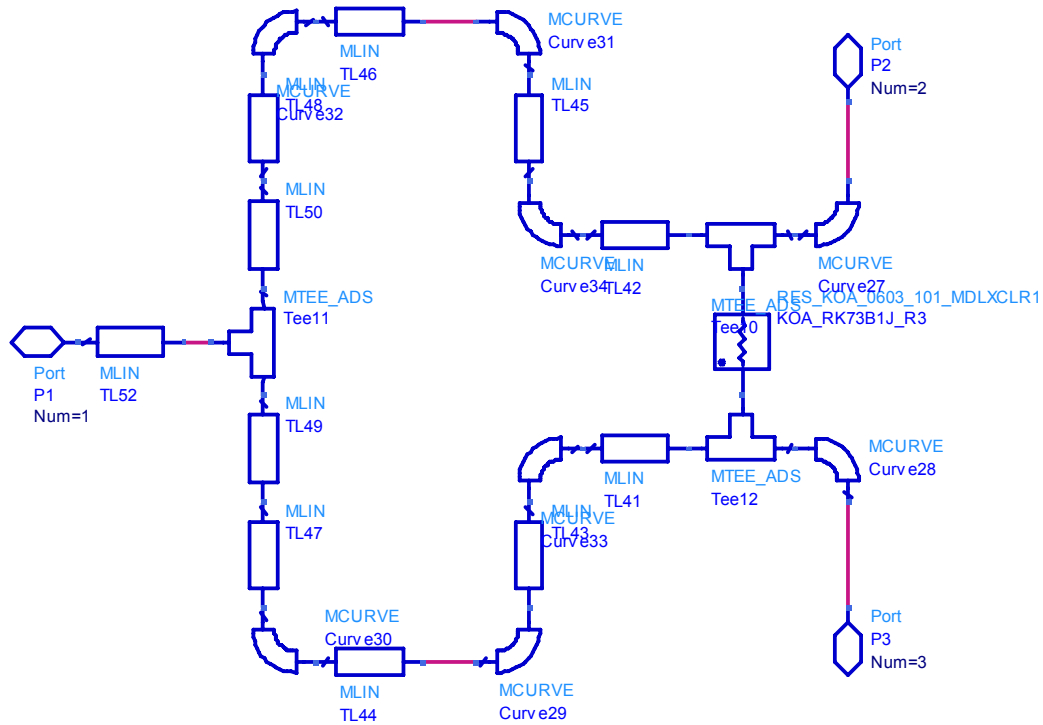 MLIN
TL46
MCURVE
Curve31
Port
P2
Num=2
MLIN
TL48
MCURVE
Curve32
MLIN
TL45
MLIN
TL50
MCURVE
Curve34
MLIN
TL42
MCURVE
Curve27
MTEE_ADS
Tee11
MTEE_ADS
Tee10
RES_KOA_0603_101_MDLXCLR1
KOA_RK73B1J_R3
Port
P1
Num=1
MLIN
TL52
MLIN
TL49
MLIN
TL41
MTEE_ADS
Tee12
MCURVE
Curve28
MLIN
TL47
MCURVE
Curve33
MLIN
TL43
MCURVE
Curve30
MLIN
TL44
MCURVE
Curve29
Port
P3
Num=3